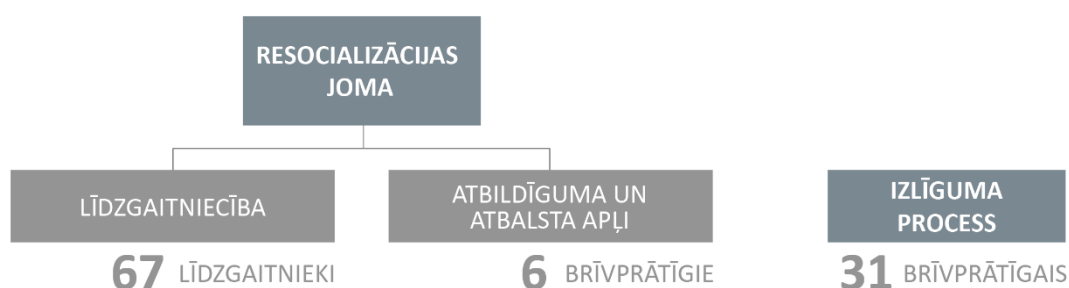 RESOCIALIZĀCIJAS
JOMA
LĪDZGAITNIECĪBA
ATBILDĪGUMA UN
ATBALSTA APĻI
IZLĪGUMA
PROCESS
67 LĪDZGAITNIEKI
6 BRĪVPRĀTĪGIE
31 BRĪVPRĀTĪGAIS